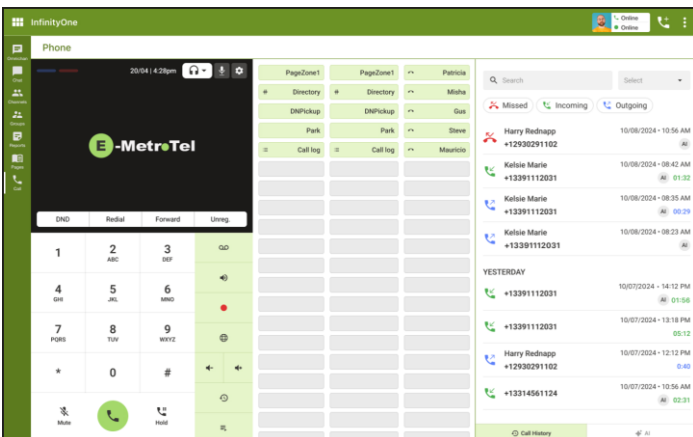 InfinityOne
Online
Online
Phone
Chat
Channels
Groups
Reports
Pages
Call
20/04 | 4:28pm
E-MetroTel
DND Redial Forward Unreg.
1 2 3
ABC DEF
4 5 6
GHI JKL MNO
7 8 9
PQRS TUV WXYZ
* 0 #
Mute Hold
PageZone1 PageZone1 Patricia
# Directory # Directory Misha
DNPickup DNPickup Gus
Park Park Steve
Call log Call log Mauricio
Search Select
Missed Incoming Outgoing
Harry Rednapp 10/08/2024 - 10:56 AM
+12930291102 AI
Kelsie Marie 10/08/2024 - 08:42 AM
+13391112031 AI 01:32
Kelsie Marie 10/08/2024 - 08:35 AM
+13391112031 AI 00:29
Kelsie Marie 10/08/2024 - 08:23 AM
+13391112031 AI
YESTERDAY
+13391112031 10/07/2024 - 14:12 PM
AI 01:56
+13391112031 10/07/2024 - 13:18 PM
05:12
Harry Rednapp 10/07/2024 - 12:12 PM
+12930291102 0:40
+13314561124 10/07/2024 - 10:56 AM
AI 02:31
Call History AI